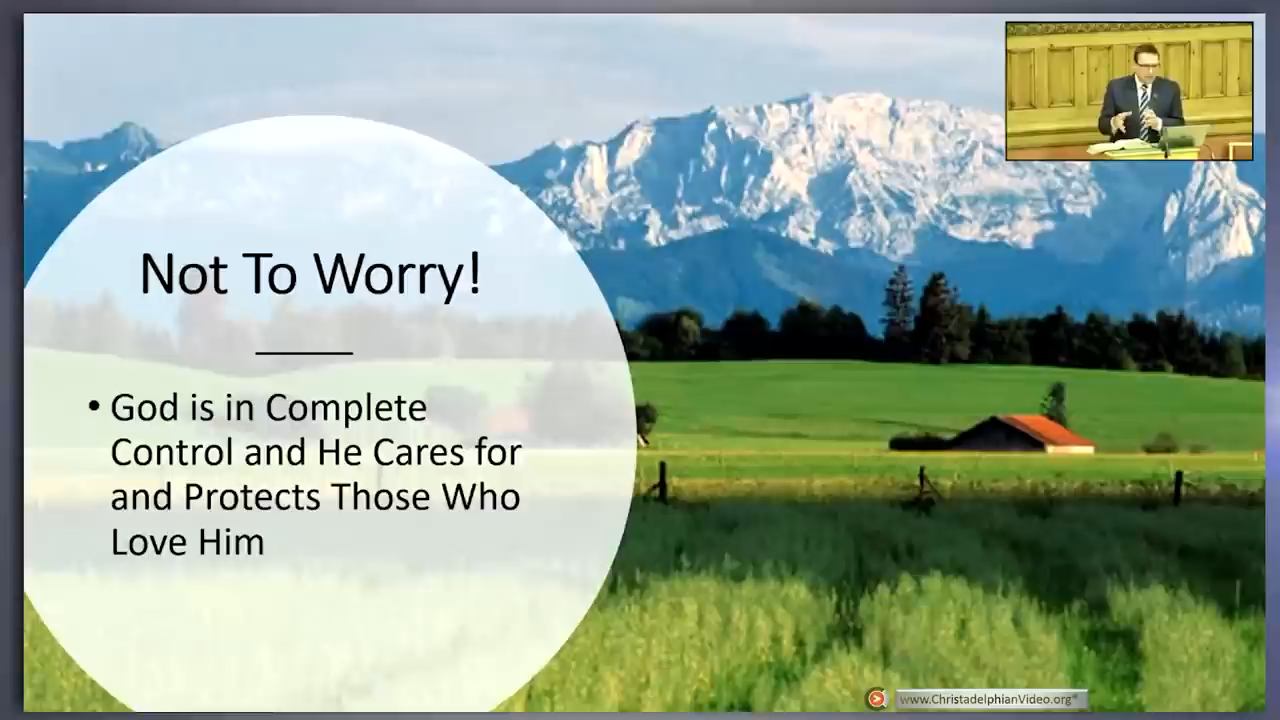 Not To Worry!
• God is in Complete
Control and He Cares for
and Protects Those Who
Love Him
www.ChristadelphianVideo.org®